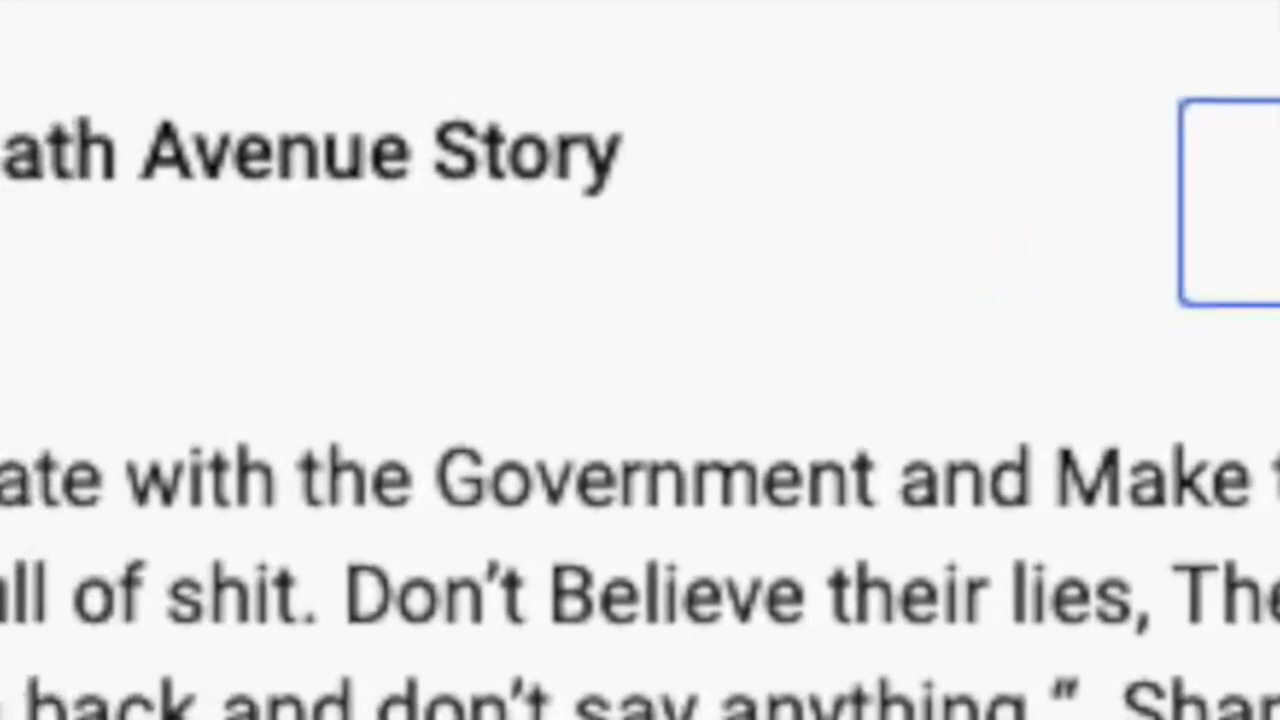 ath Avenue Story
ate with the Government and Make
ll of shit. Don’t Believe their lies, The
back and don’t say anything.“ Shar